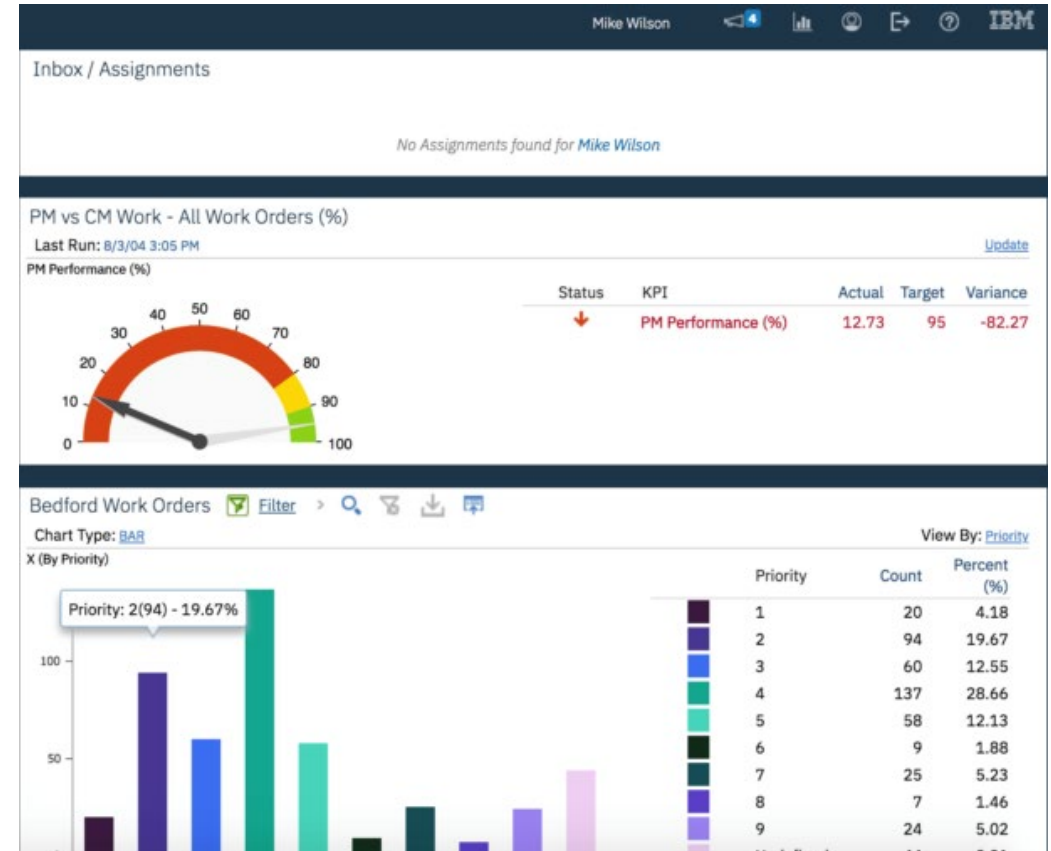 Mike Wilson 4 IBM
Inbox / Assignments
No Assignments found for Mike Wilson
PM vs CM Work - All Work Orders (%)
Last Run: 8/3/04 3:05 PM Update
PM Performance (%)
Status KPI Actual Target Variance
PM Performance (%) 12.73 95 -82.27
0 10 20 30 40 50 60 70 80 90 100
Bedford Work Orders Filter >
Chart Type: BAR View By: Priority
X (By Priority)
Priority: 2(94) - 19.67%
100
50
Priority Count Percent (%)
1 20 4.18
2 94 19.67
3 60 12.55
4 137 28.66
5 58 12.13
6 9 1.88
7 25 5.23
8 7 1.46
9 24 5.02